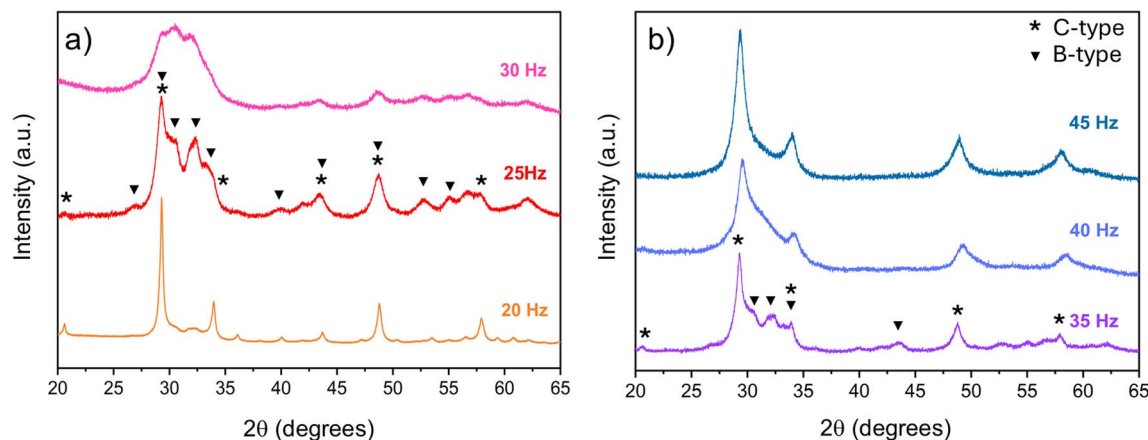 a)
30 Hz
25Hz
20 Hz
Intensity (a.u.)
20 25 30 35 40 45 50 55 60 65
2θ (degrees)
b)
* C-type
▼ B-type
45 Hz
40 Hz
35 Hz
Intensity (a.u.)
20 25 30 35 40 45 50 55 60 65
2θ (degrees)